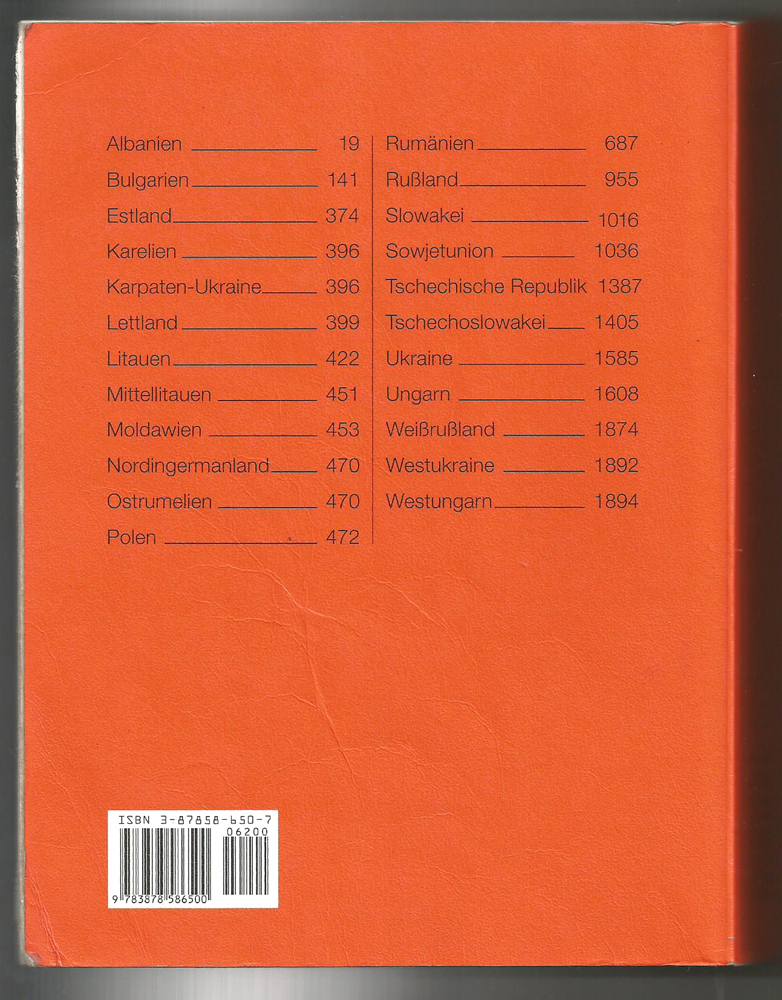 Albanien 19
Bulgarien 141
Estland 374
Karelien 396
Karpaten-Ukraine 396
Lettland 399
Litauen 422
Mittellitauen 451
Moldawien 453
Nordingermanland 470
Ostrumelien 470
Polen 472
Rumänien 687
Rußland 955
Slowakei 1016
Sowjetunion 1036
Tschechische Republik 1387
Tschechoslowakei 1405
Ukraine 1585
Ungarn 1608
Weißrußland 1874
Westukraine 1892
Westungarn 1894
ISBN 3-87858-650-7
06200
9 783878 586500